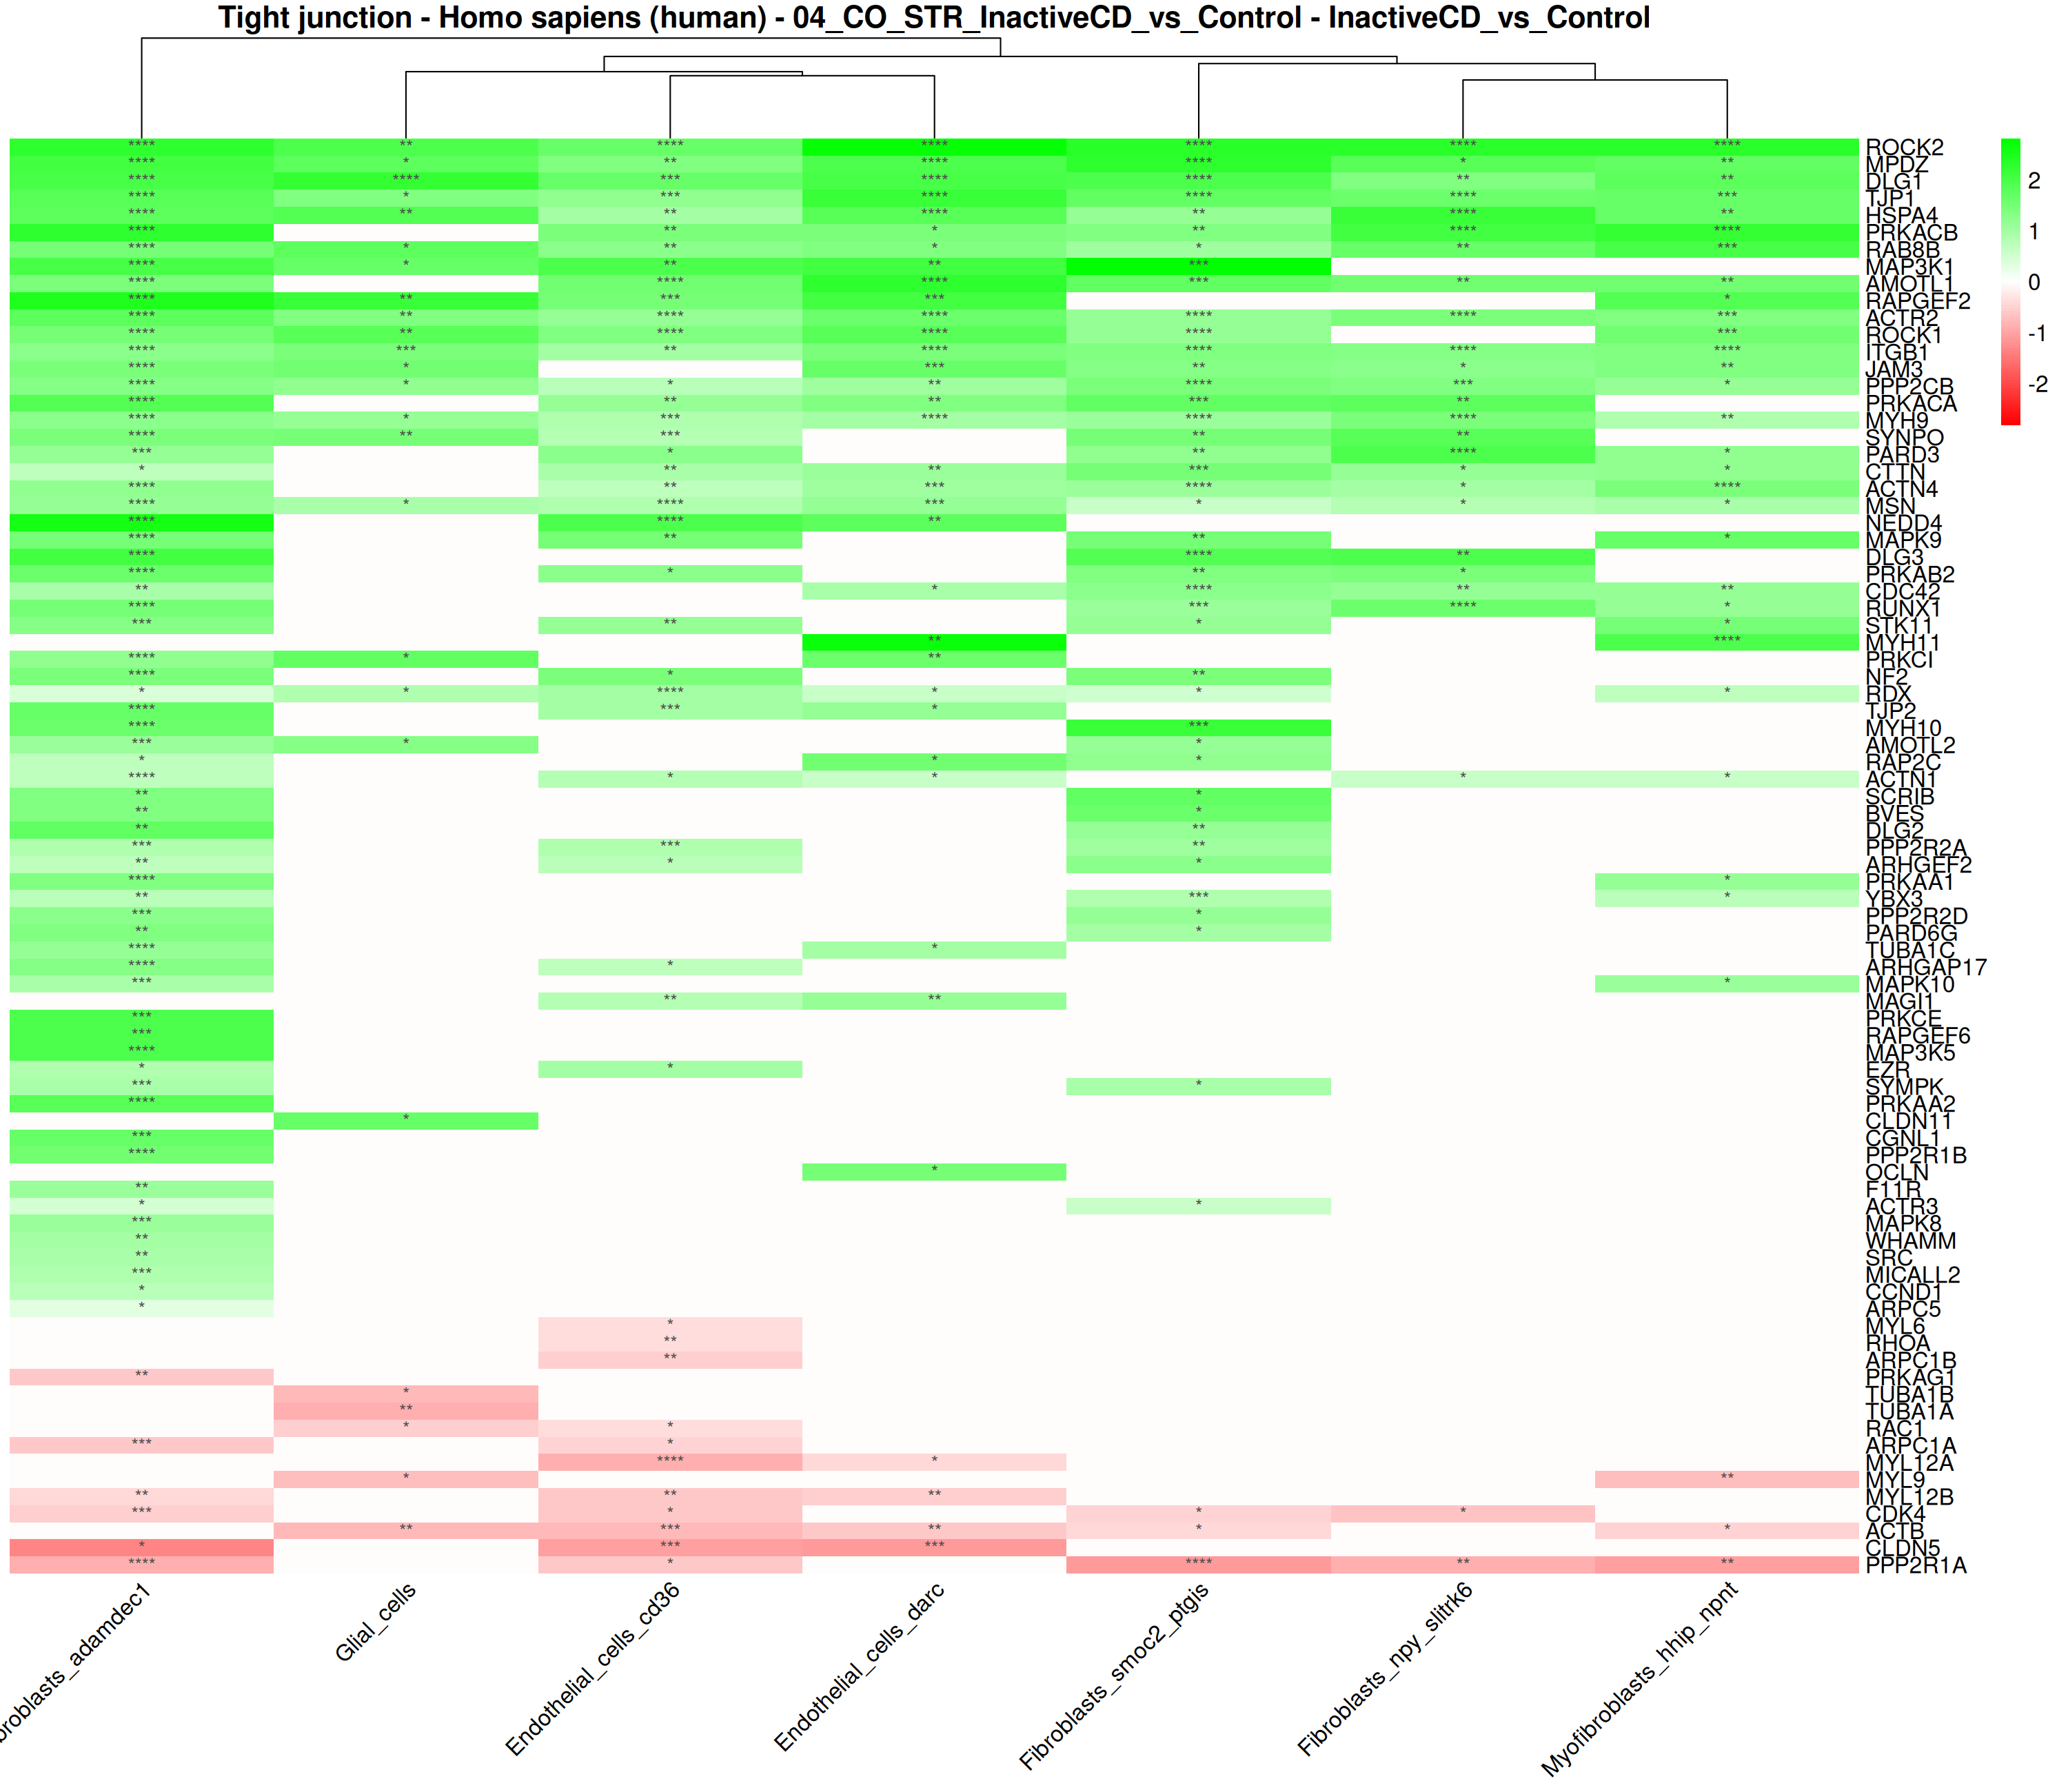 Tight junction - Homo sapiens (human) - 04_CO_STR_InactiveCD_vs_Control - InactiveCD_vs_Control
ROCK2
MPDZ
DLG1
TJP1
HSPA4
PRKACB
RAB8B
MAP3K1
AMOTL1
RAPGEF2
ACTR2
ROCK1
ITGB1
JAM3
PPP2CB
PRKACA
MYH9
SYNPO
PARD3
CTTN
ACTN4
MSN
NEDD4
MAPK9
DLG3
PRKAB2
CDC42
RUNX1
STK11
MYH11
PRKCI
NF2
RDX
TJP2
MYH10
AMOTL2
RAP2C
ACTN1
SCRIB
BVES
DLG2
PPP2R2A
ARHGEF2
PRKAA1
YBX3
PPP2R2D
PARD6G
TUBA1C
ARHGAP17
MAPK10
MAGI1
PRKCE
RAPGEF6
MAP3K5
EZR
SYMPK
PRKAA2
CLDN11
CGNL1
PPP2R1B
OCLN
F11R
ACTR3
MAPK8
WHAMM
SRC
MICALL2
CCND1
ARPC5
MYL6
RHOA
ARPC1B
PRKAG1
TUBA1B
TUBA1A
RAC1
ARPC1A
MYL12A
MYL9
MYL12B
CDK4
ACTB
CLDN5
PPP2R1A
2
1
0
-1
-2
broblasts_adamdec1
Glial_cells
Endothelial_cells_cd36
Endothelial_cells_darc
Fibroblasts_smoc2_ptgis
Fibroblasts_npy_slitrk6
Myofibroblasts_hhip_npnt